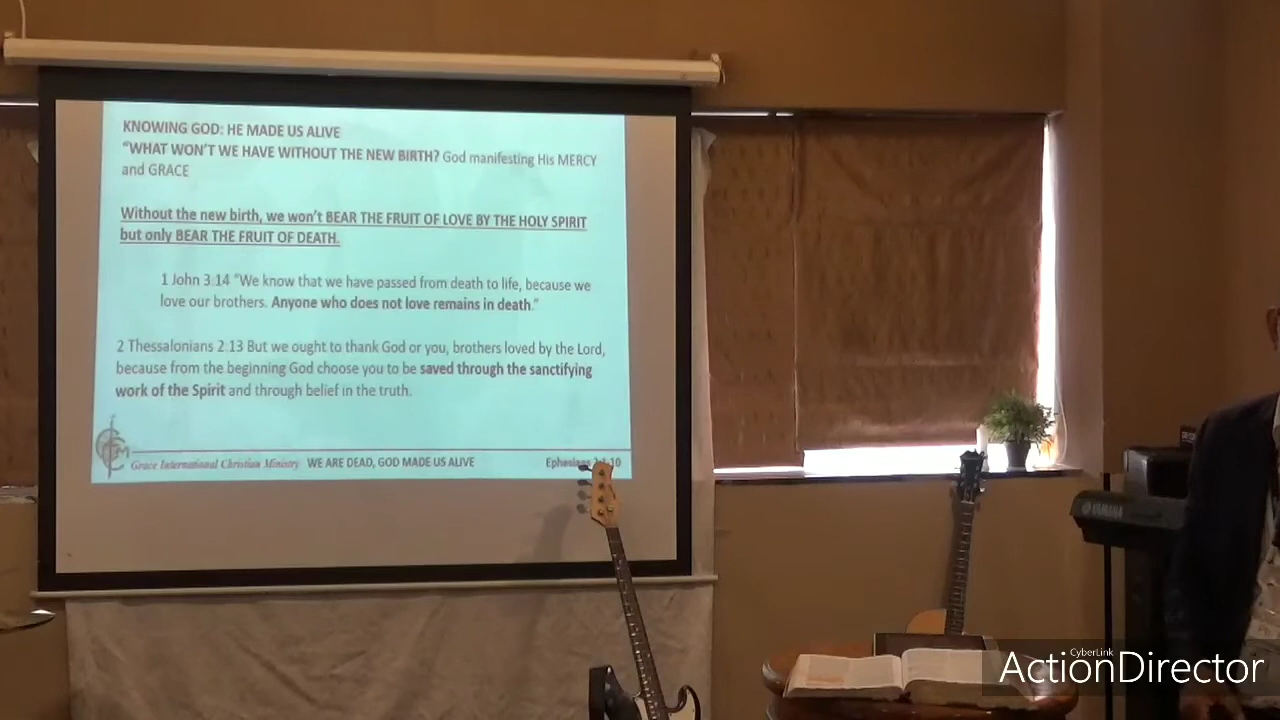 KNOWING GOD: HE MADE US ALIVE
“WHAT WON’T WE HAVE WITHOUT THE NEW BIRTH? God manifesting His MERCY
and GRACE
Without the new birth, we won’t BEAR THE FRUIT OF LOVE BY THE HOLY SPIRIT
but only BEAR THE FRUIT OF DEATH.
1 John 3:14 “We know that we have passed from death to life, because we
love our brothers. Anyone who does not love remains in death.”
2 Thessalonians 2:13 But we ought to thank God or you, brothers loved by the Lord,
because from the beginning God choose you to be saved through the sanctifying
work of the Spirit and through belief in the truth.
Grace International Christian Ministry WE ARE DEAD, GOD MADE US ALIVE Ephesians
YAMAHA
CyberLink
ActionDirector